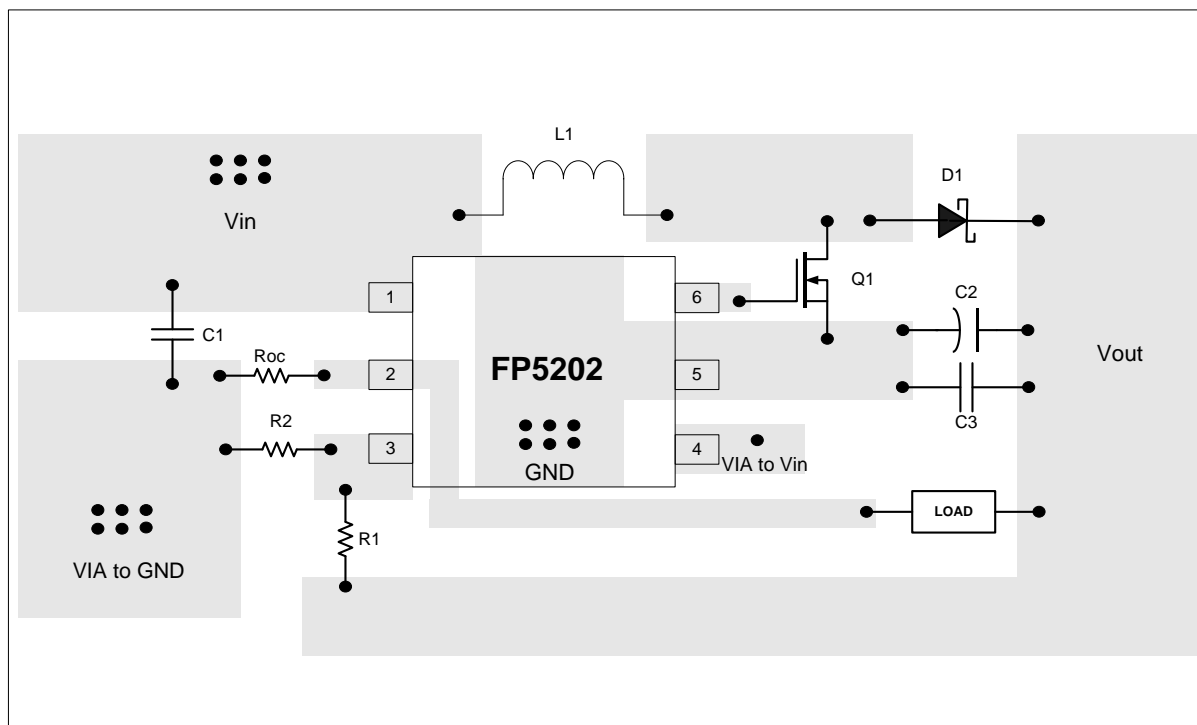 L1
D1
Vin
1
6
Q1
C2
C1
Roc
2
FP5202
5
Vout
R2
C3
3
4
VIA to Vin
GND
LOAD
R1
VIA to GND